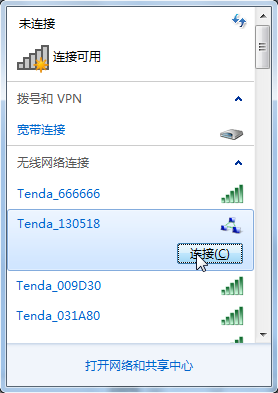 未连接
连接可用
拨号和 VPN
宽带连接
无线网络连接
Tenda_666666
Tenda_130518
连接(C)
Tenda_009D30
Tenda_031A80
打开网络和共享中心